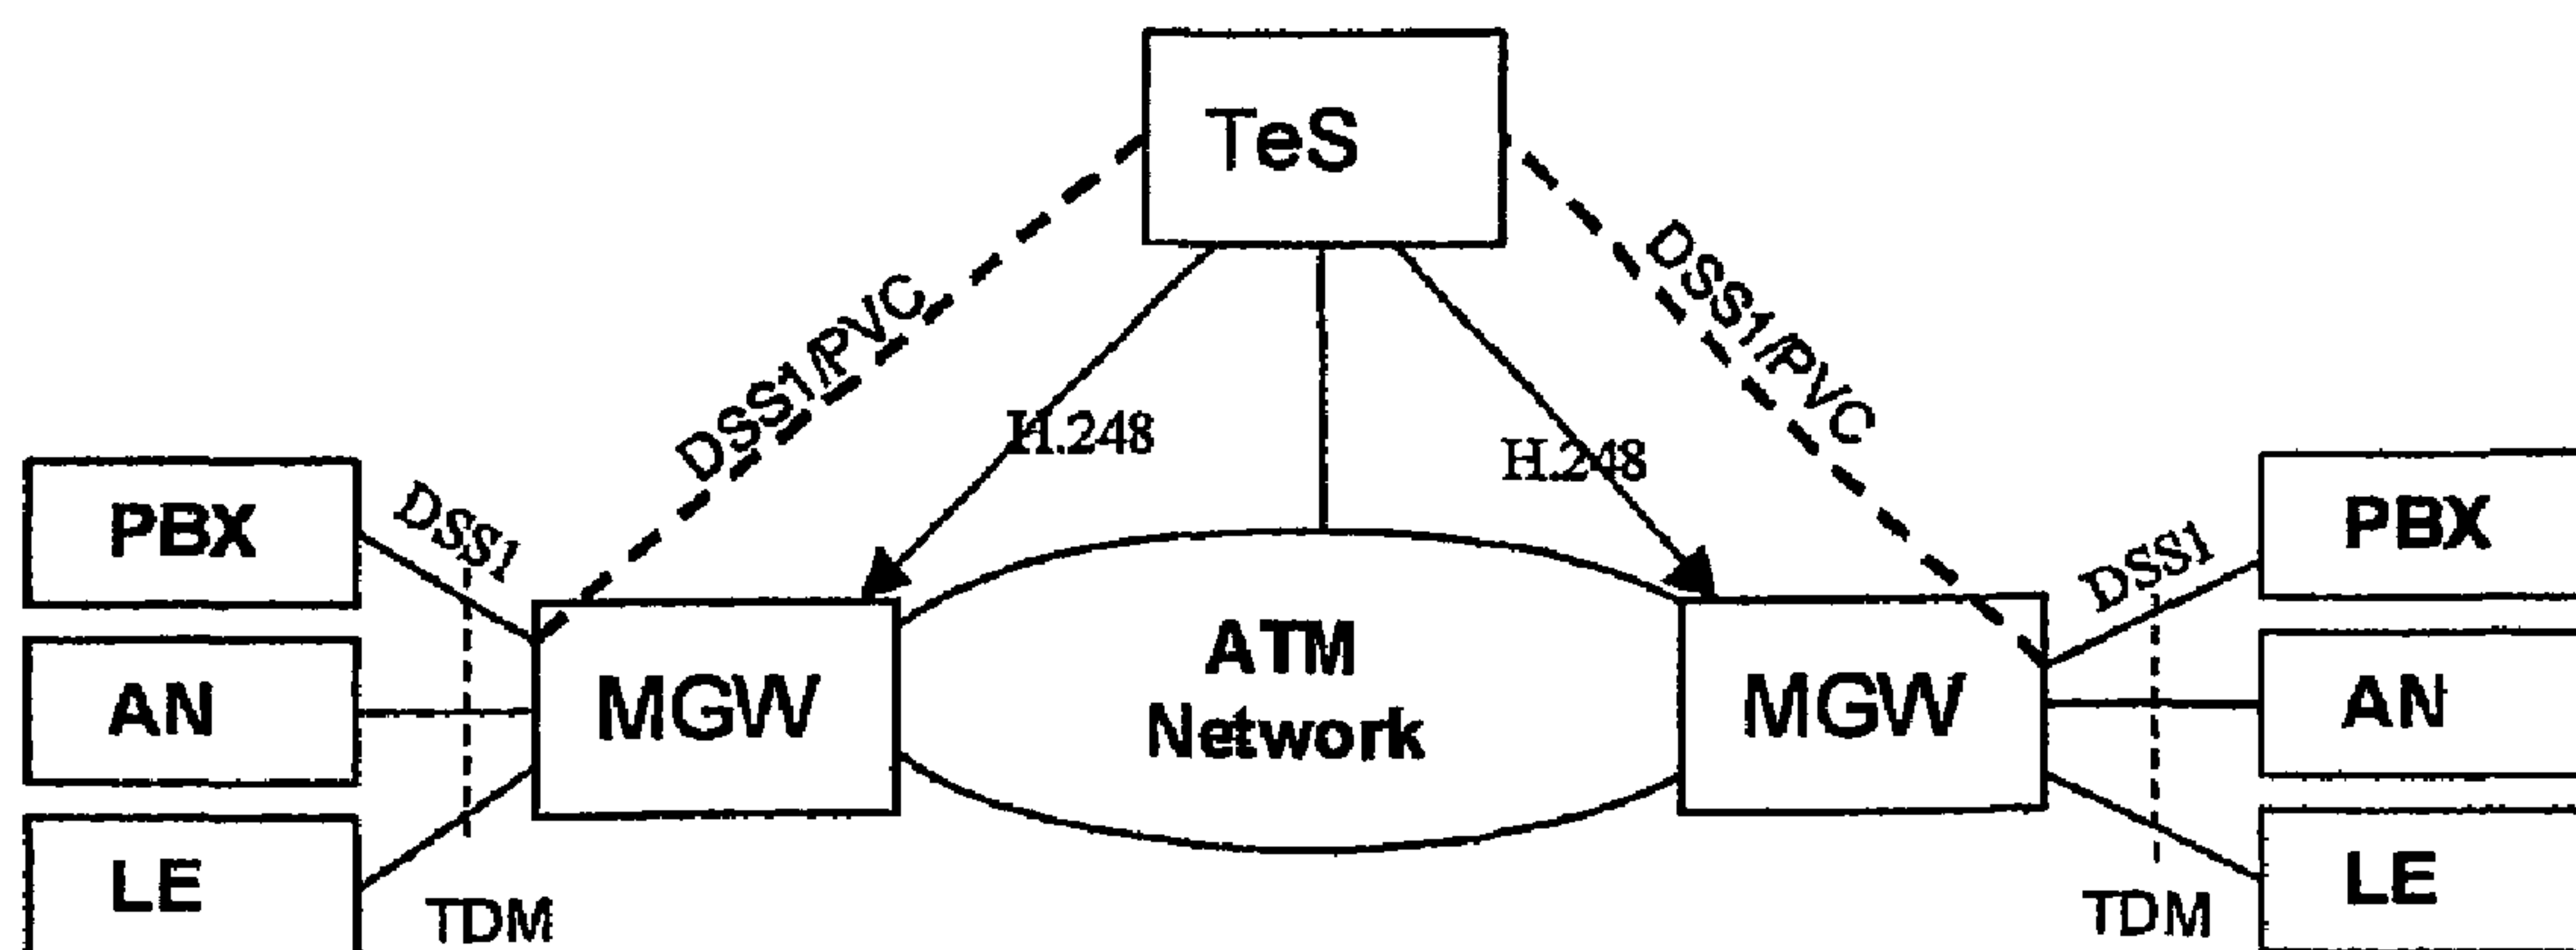 TeS
DSS1/PVC
DSS1/PVC
H.248
H.248
PBX
DSS1
DSS1
PBX
ATM
Network
AN
MGW
MGW
AN
LE
TDM
TDM
LE